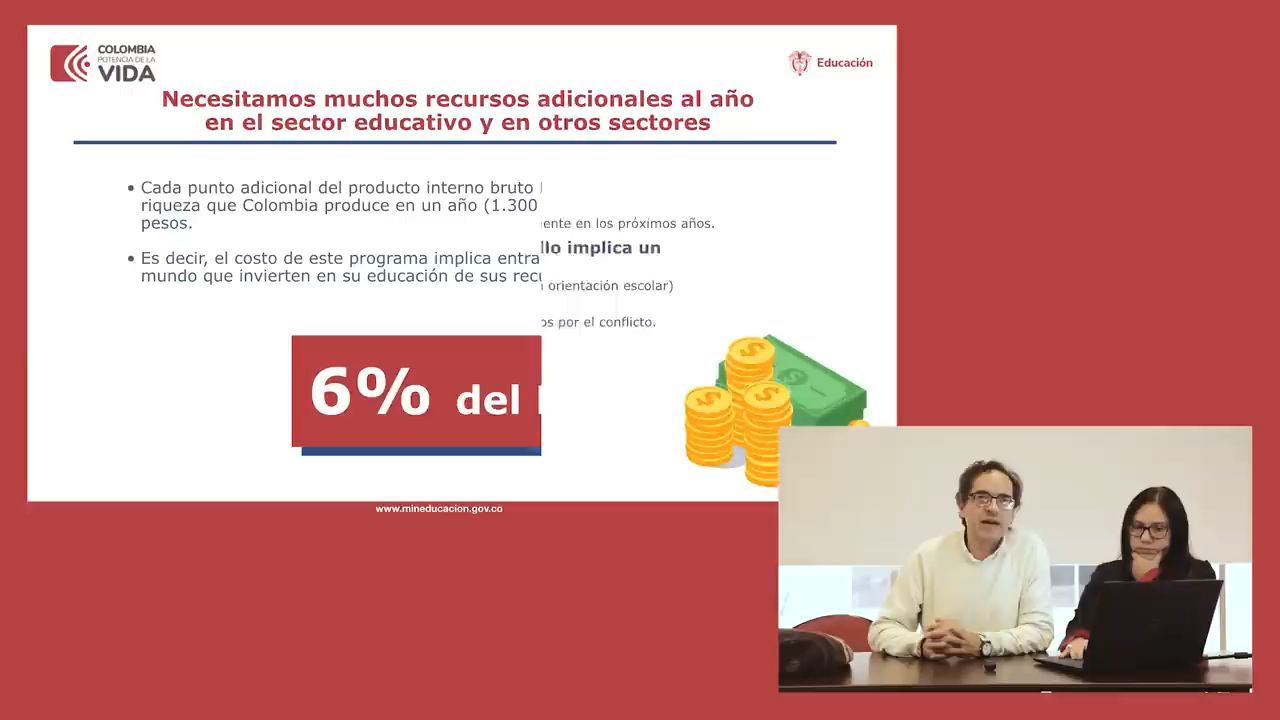 COLOMBIA
POTENCIA DE LA
VIDA
Educación
Necesitamos muchos recursos adicionales al año
en el sector educativo y en otros sectores
Cada punto adicional del producto interno bruto
riqueza que Colombia produce en un año (1.300
ente en los próximos años.
pesos.
llo implica un
Es decir, el costo de este programa implica entra
mundo que invierten en su educación de sus recu
orientación escolar)
os por el conflicto.
6% del
www.mineducacion.gov.co